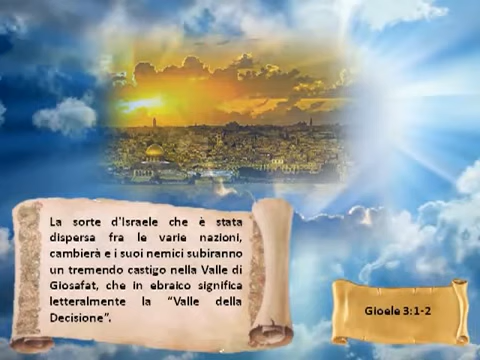 La sorte d'Israele che è stata
dispersa fra le varie nazioni,
cambierà e i suoi nemici subiranno
un tremendo castigo nella Valle di
Giosafat, che in ebraico significa
letteralmente la “Valle della
Decisione”.
Gioele 3:1-2